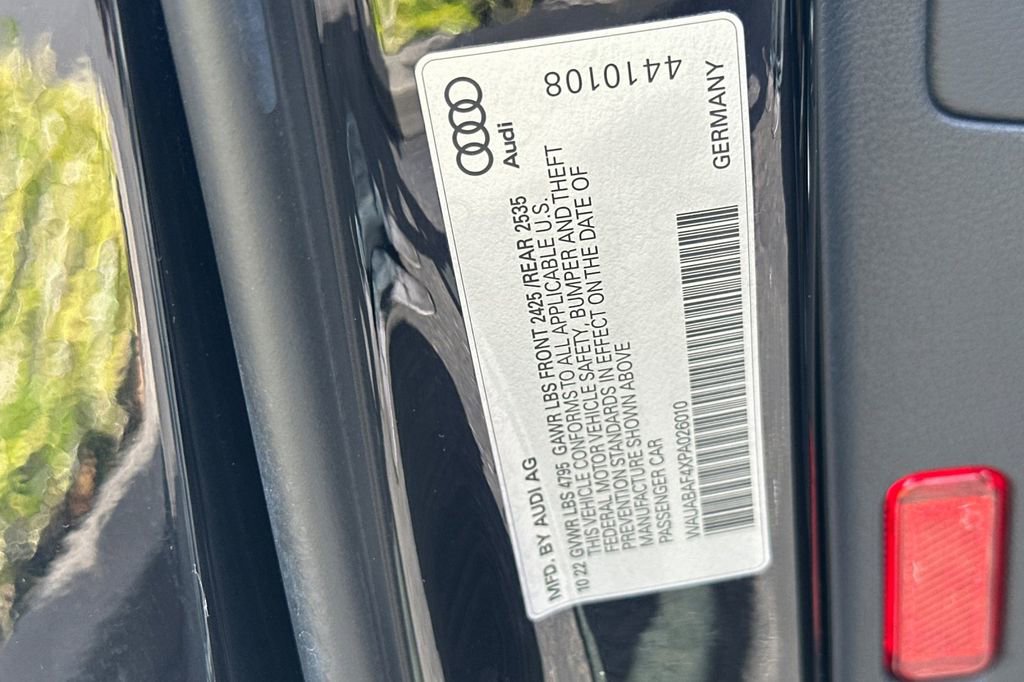 MFD. BY AUDI AG
10 22 GVWR LBS 4795 GAWR LBS FRONT 2425 /REAR 2535
THIS VEHICLE CONFORMS TO ALL APPLICABLE U.S.
FEDERAL MOTOR VEHICLE SAFETY, BUMPER AND THEFT
PREVENTION STANDARDS IN EFFECT ON THE DATE OF
MANUFACTURE SHOWN ABOVE
PASSENGER CAR
WAUABAF4XPA026010
Audi
4410108
GERMANY